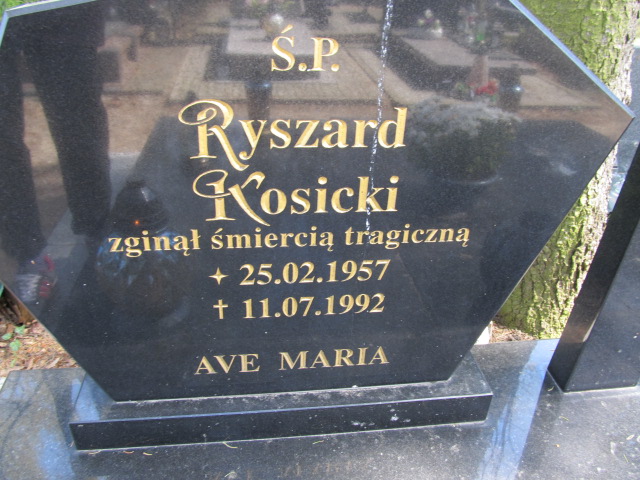 Ś.P.
Ryszard
Kosicki
zginął śmiercią tragiczną
✦ 25.02.1957
† 11.07.1992
AVE MARIA